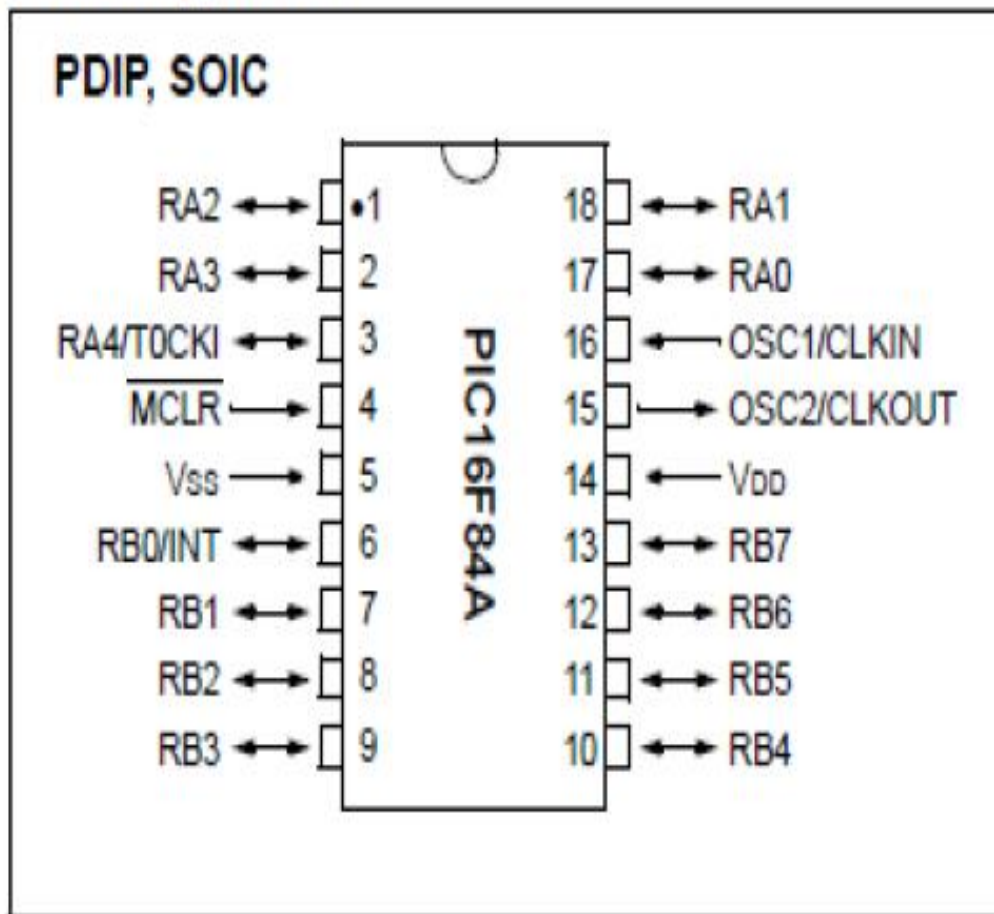 PDIP, SOIC
RA2 •1 18 RA1
RA3 2 17 RA0
RA4/T0CKI 3 16 OSC1/CLKIN
MCLR 4 15 OSC2/CLKOUT
VSS 5 14 VDD
RB0/INT 6 13 RB7
RB1 7 12 RB6
RB2 8 11 RB5
RB3 9 10 RB4
PIC16F84A